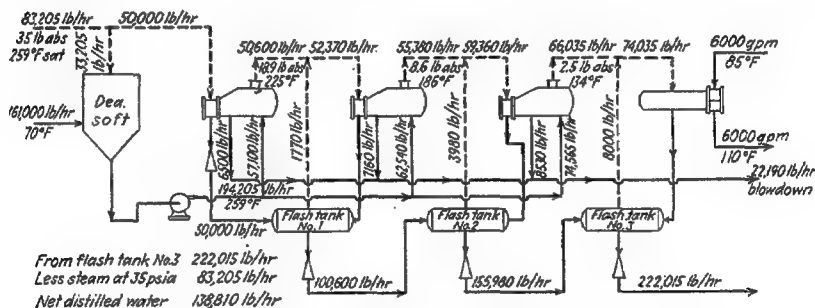 83,205 lb/hr
50,000 lb/hr
35 lb abs
259°F sat
33,205
lb/hr
161,000 lb/hr
70°F
Dea.
soft
50,600 lb/hr
18.9 lb abs
225°F
52,370 lb/hr
55,380 lb/hr
8.6 lb abs
186°F
59,360 lb/hr
66,035 lb/hr
2.5 lb abs
134°F
74,035 lb/hr
6000 gpm
85°F
6000 gpm
110°F
57,100 lb/hr
1770 lb/hr
7,160 lb/hr
62,540 lb/hr
3980 lb/hr
8530 lb/hr
74,565 lb/hr
8000 lb/hr
22,190 lb/hr
blowdown
194,205 lb/hr
259°F
50,000 lb/hr
Flash tank
No.1
Flash tank
No.2
Flash tank
No.3
100,600 lb/hr
155,980 lb/hr
222,015 lb/hr
From flash tank No.3 222,015 lb/hr
Less steam at 35 psia 83,205 lb/hr
Net distilled water 138,810 lb/hr